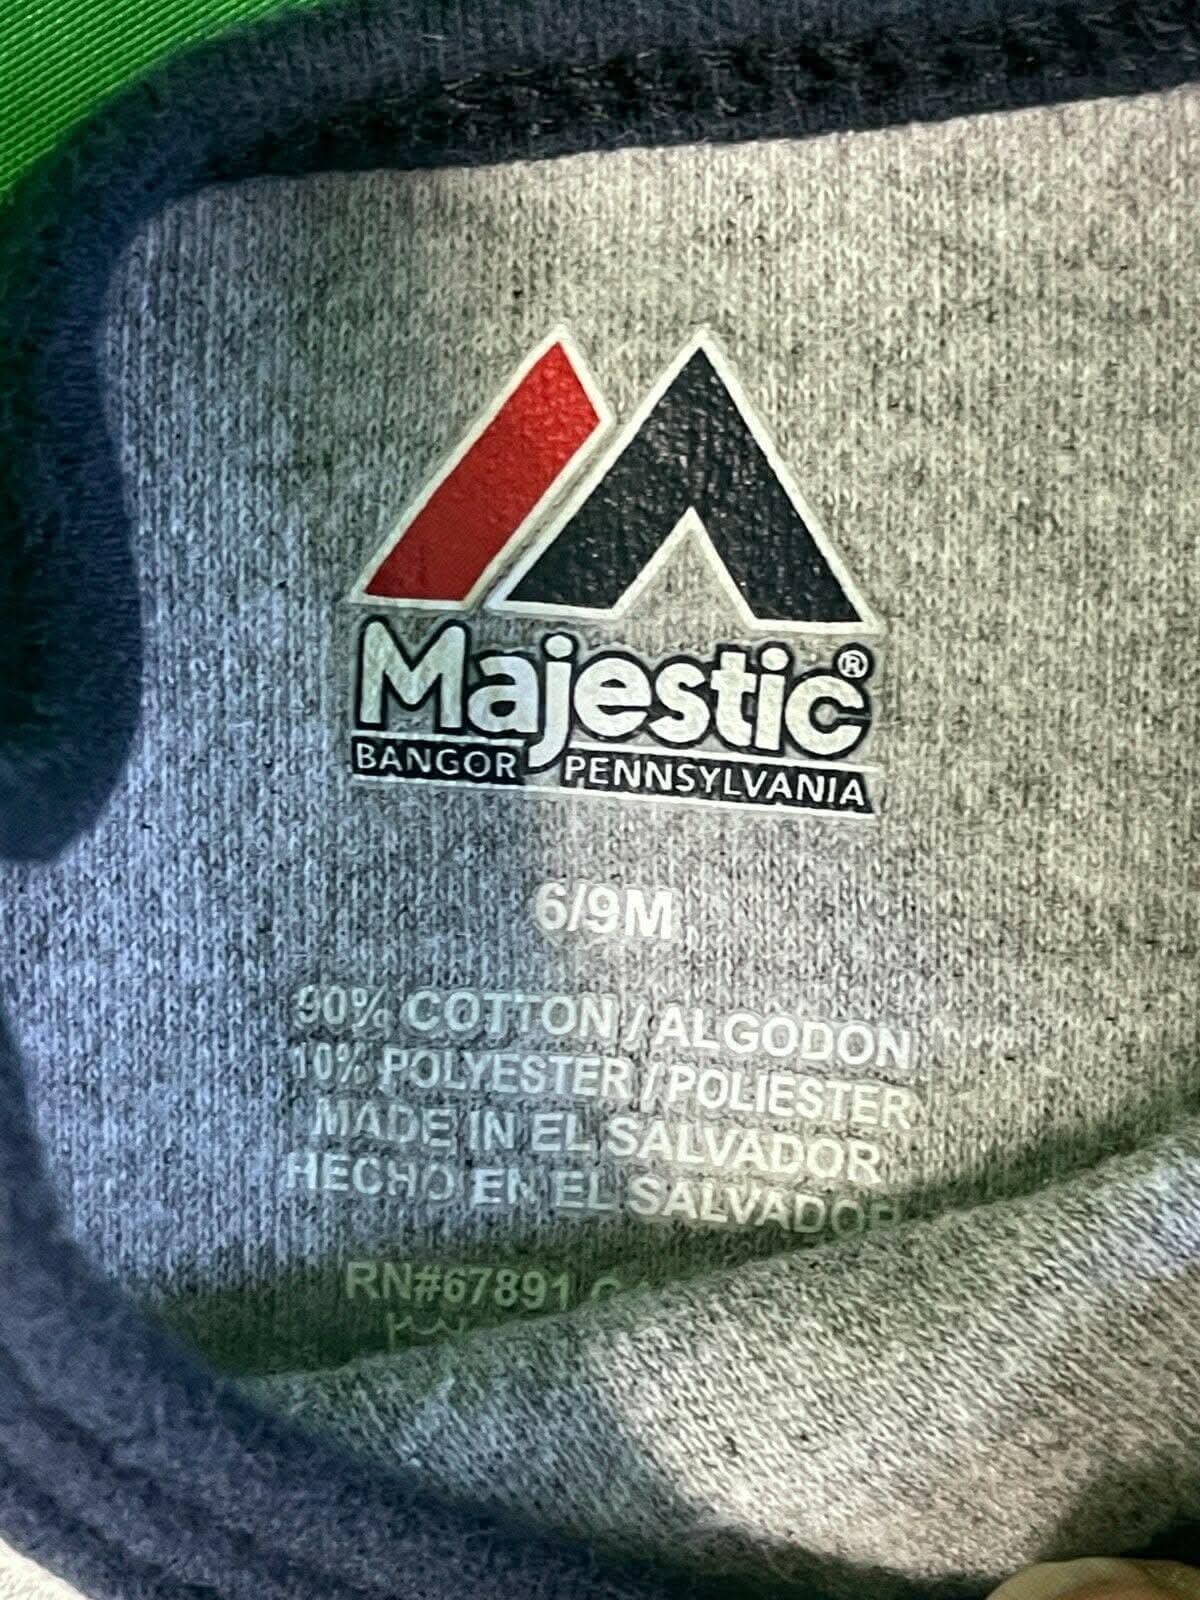 Majestic®
BANGOR PENNSYLVANIA
6/9M
90% COTTON / ALGODON
10% POLYESTER / POLIESTER
MADE IN EL SALVADOR
HECHO EN EL SALVADOR
RN#67891